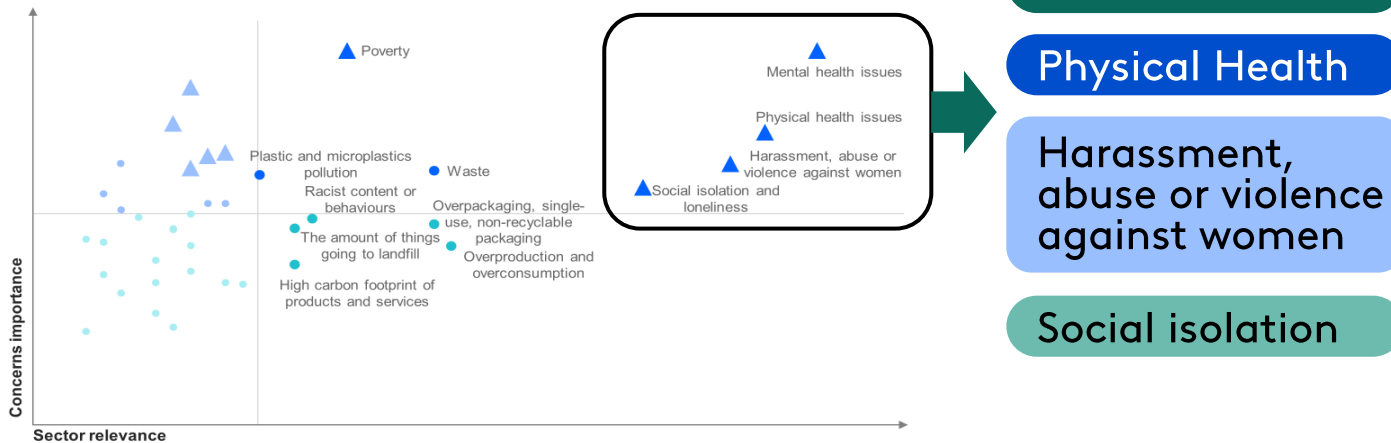 Poverty
Mental health issues
Physical health issues
Harassment, abuse or
violence against women
Social isolation and
loneliness
Plastic and microplastics
pollution
Waste
Racist content or
behaviours
Overpackaging, single-
use, non-recyclable
packaging
The amount of things
going to landfill
Overproduction and
overconsumption
High carbon footprint of
products and services
Concerns importance
Sector relevance
Physical Health
Harassment,
abuse or violence
against women
Social isolation